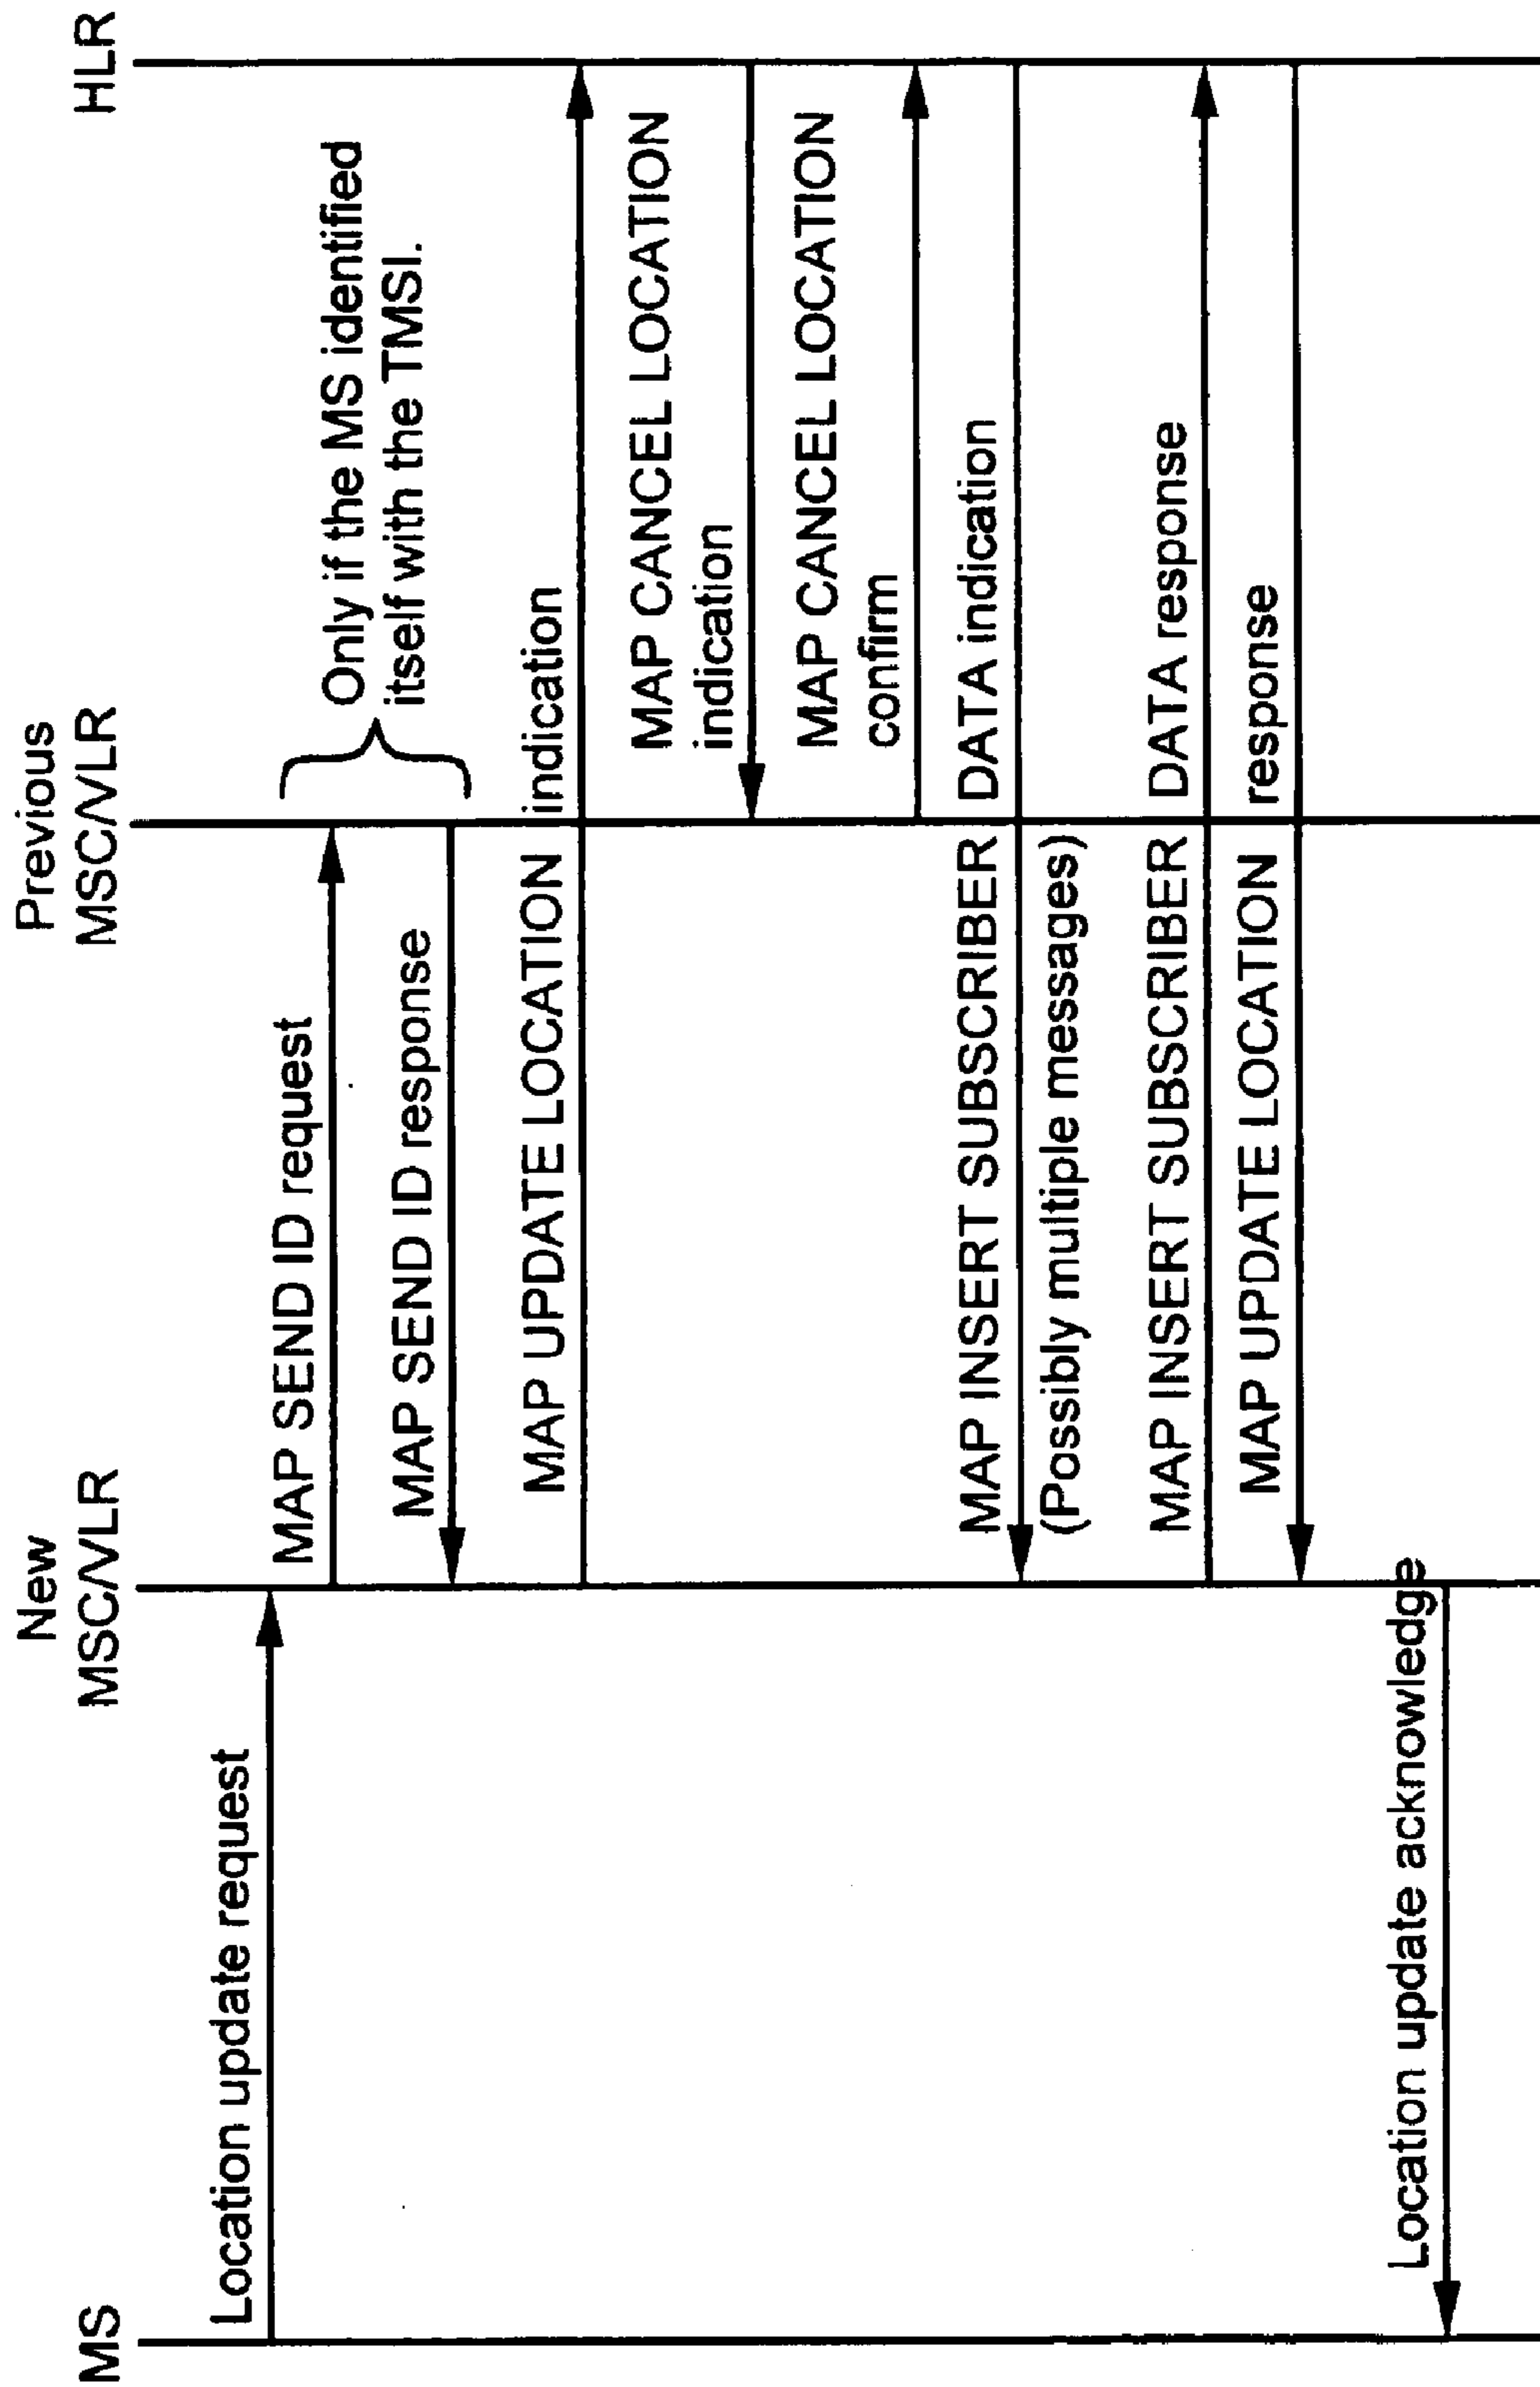 MS
New
MSC/VLR
Previous
MSC/VLR
HLR
Location update request
MAP SEND ID request
Only if the MS identified
itself with the TMSI.
MAP SEND ID response
MAP UPDATE LOCATION indication
MAP CANCEL LOCATION
indication
MAP CANCEL LOCATION
confirm
MAP INSERT SUBSCRIBER DATA indication
(Possibly multiple messages)
MAP INSERT SUBSCRIBER DATA response
MAP UPDATE LOCATION response
Location update acknowledge